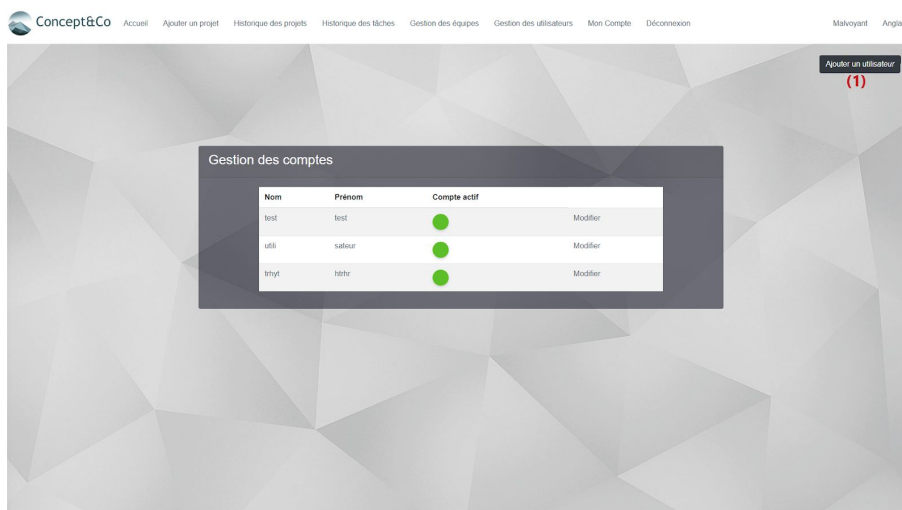 Concept&Co Accueil Ajouter un projet Historique des projets Historique des tâches Gestion des équipes Gestion des utilisateurs Mon Compte Déconnexion Malvoyant Angla
Ajouter un utilisateur
(1)
Gestion des comptes
Nom Prénom Compte actif
test test Modifier
utili sateur Modifier
trhyt htrhr Modifier